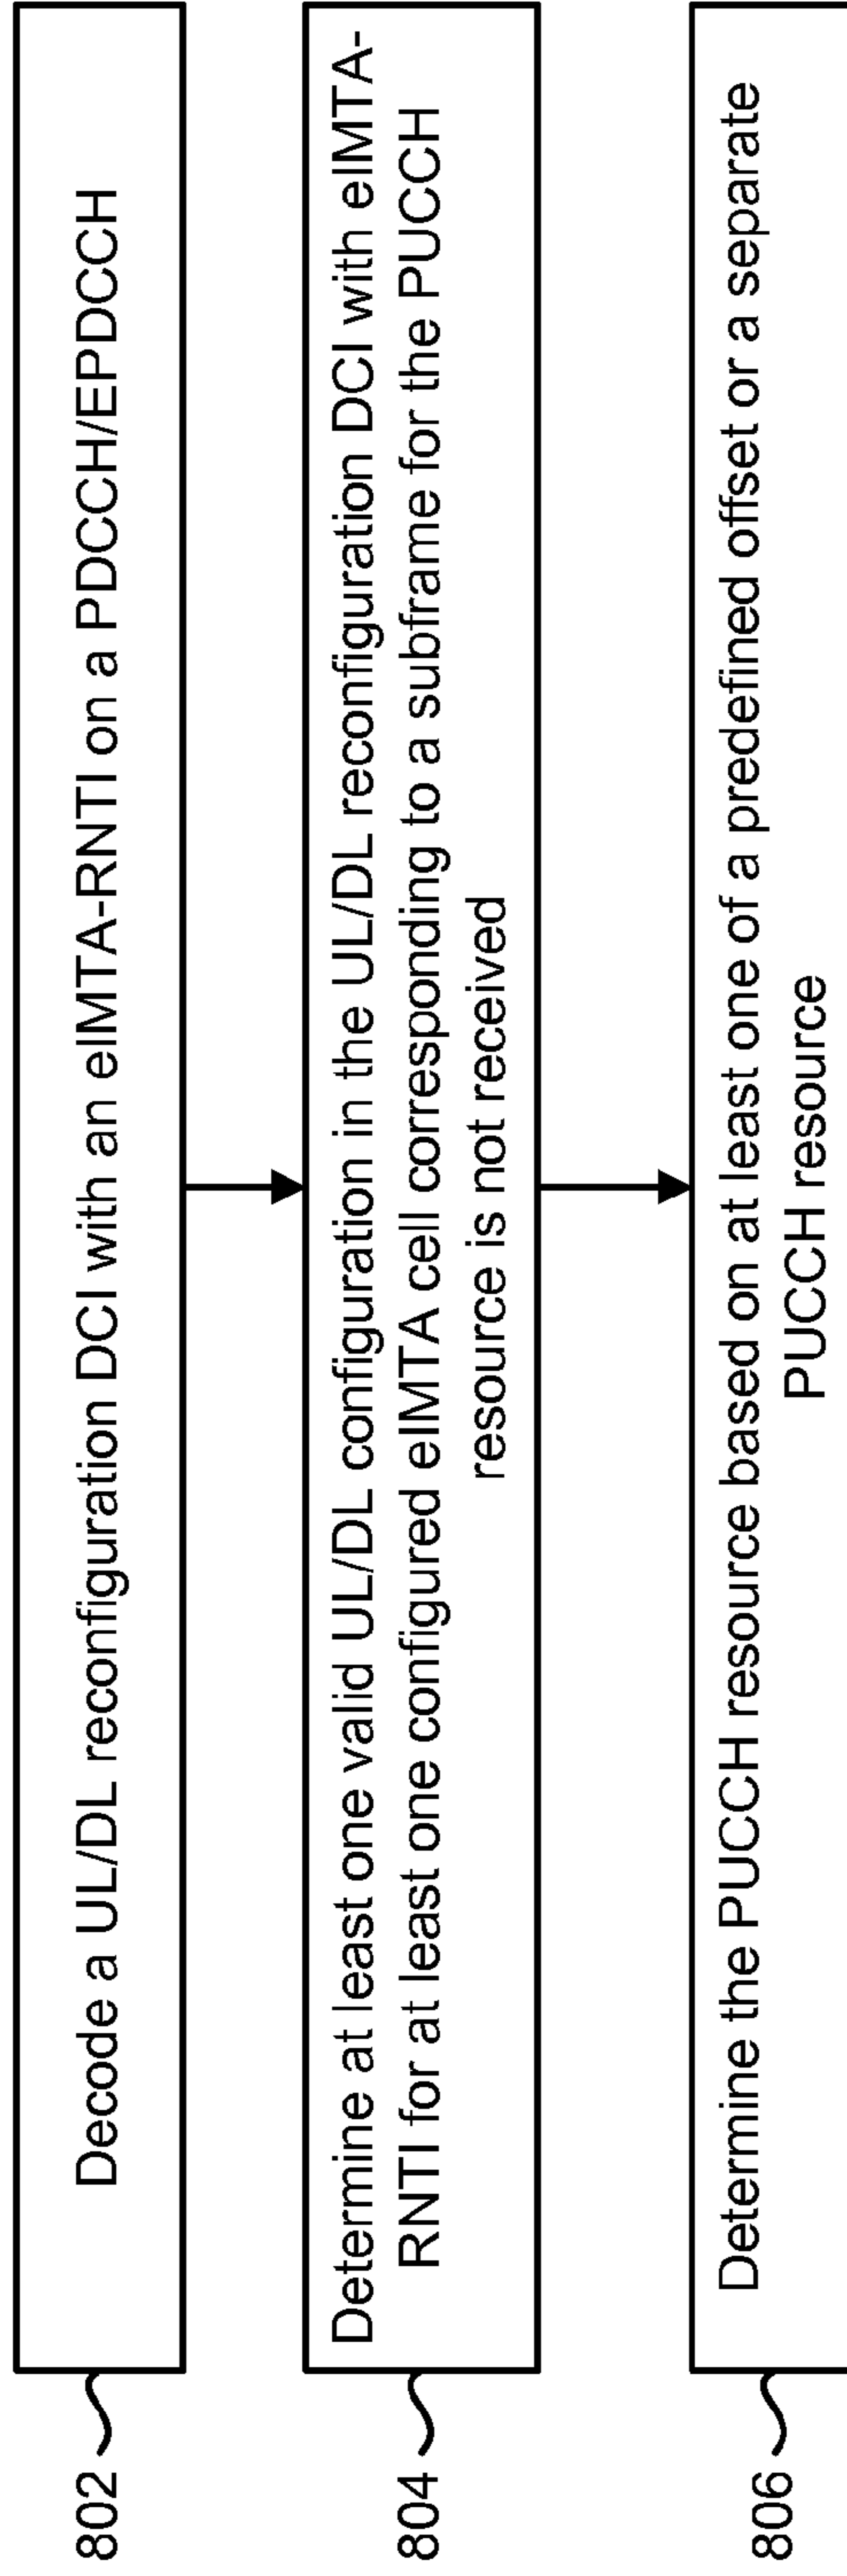 802
Decode a UL/DL reconfiguration DCI with an eIMTA-RNTI on a PDCCH/EPDCCH
804
Determine at least one valid UL/DL configuration in the UL/DL reconfiguration DCI with eIMTA-
RNTI for at least one configured eIMTA cell corresponding to a subframe for the PUCCH
resource is not received
806
Determine the PUCCH resource based on at least one of a predefined offset or a separate
PUCCH resource